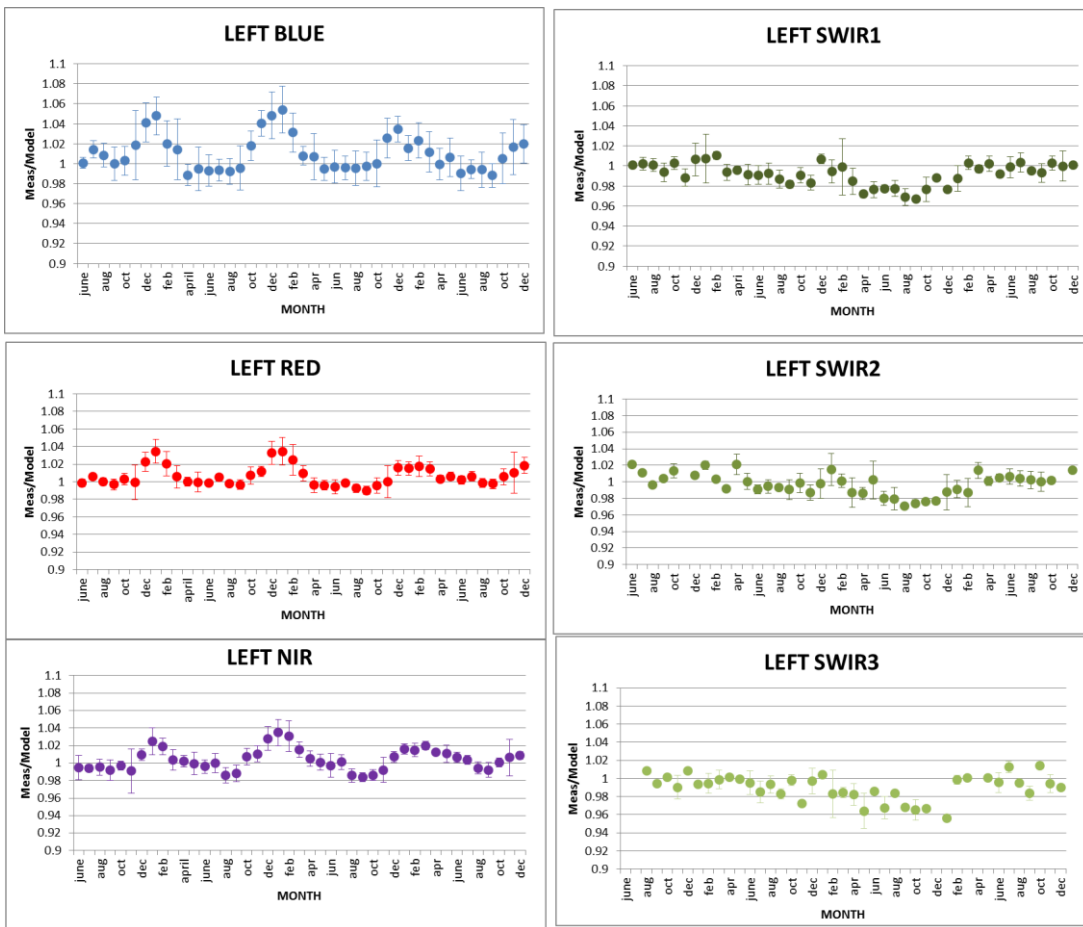 LEFT BLUE
1.1
1.08
1.06
1.04
1.02
1
0.98
0.96
0.94
0.92
0.9
Meas/Model
june aug oct dec feb april june aug oct dec feb apr jun aug oct dec feb apr june aug oct dec
MONTH
LEFT SWIR1
1.1
1.08
1.06
1.04
1.02
1
0.98
0.96
0.94
0.92
0.9
Meas/Model
june aug oct dec feb apri june aug oct dec feb apr jun aug oct dec feb apr june aug oct dec
MONTH
LEFT RED
1.1
1.08
1.06
1.04
1.02
1
0.98
0.96
0.94
0.92
0.9
Meas/Model
june aug oct dec feb april june aug oct dec feb apr jun aug oct dec feb apr june aug oct dec
MONTH
LEFT SWIR2
1.1
1.08
1.06
1.04
1.02
1
0.98
0.96
0.94
0.92
0.9
Meas/Model
june aug oct dec feb apr june aug oct dec feb apr jun aug oct dec feb apr june aug oct dec
MONTH
LEFT NIR
1.1
1.08
1.06
1.04
1.02
1
0.98
0.96
0.94
0.92
0.9
Meas/Model
june aug oct dec feb april june aug oct dec feb apr jun aug oct dec feb apr june aug oct dec
MONTH
LEFT SWIR3
1.1
1.08
1.06
1.04
1.02
1
0.98
0.96
0.94
0.92
0.9
Meas/Model
june aug oct dec feb apr june aug oct dec feb apr jun aug oct dec feb apr june aug oct dec
MONTH